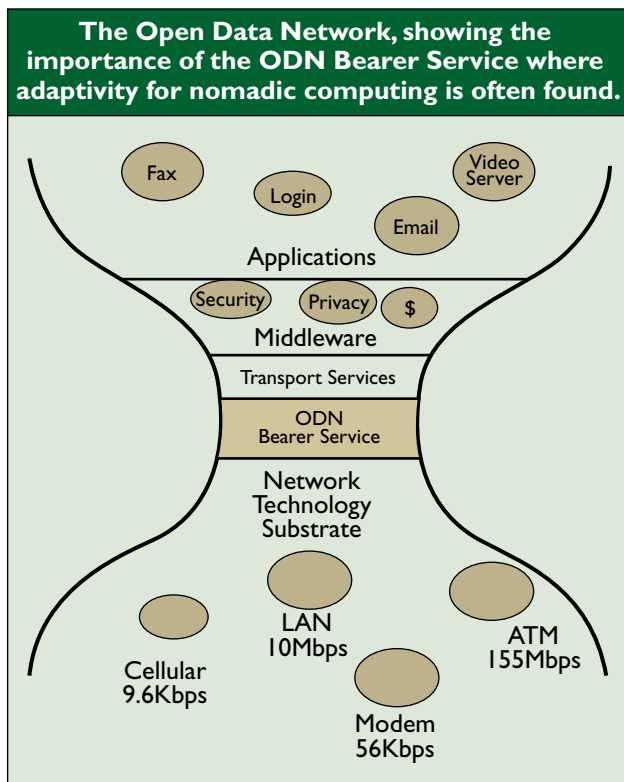 The Open Data Network, showing the
importance of the ODN Bearer Service where
adaptivity for nomadic computing is often found.
Fax
Login
Video
Server
Email
Applications
Security
Privacy
$
Middleware
Transport Services
ODN
Bearer Service
Network
Technology
Substrate
LAN
10Mbps
ATM
155Mbps
Cellular
9.6Kbps
Modem
56Kbps